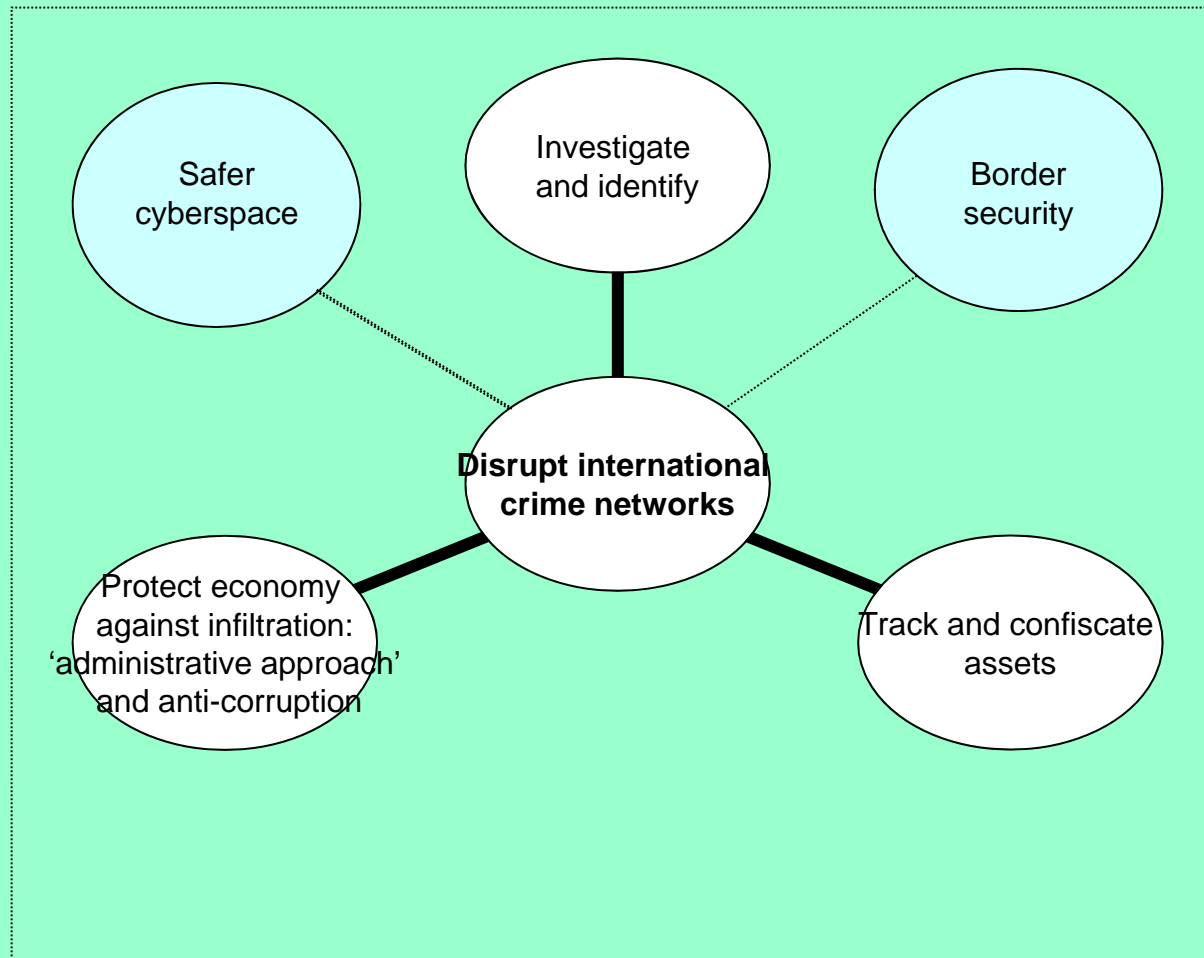 Safer
cyberspace
Investigate
and identify
Border
security
Disrupt international
crime networks
Protect economy
against infiltration:
‘administrative approach’
and anti-corruption
Track and confiscate
assets